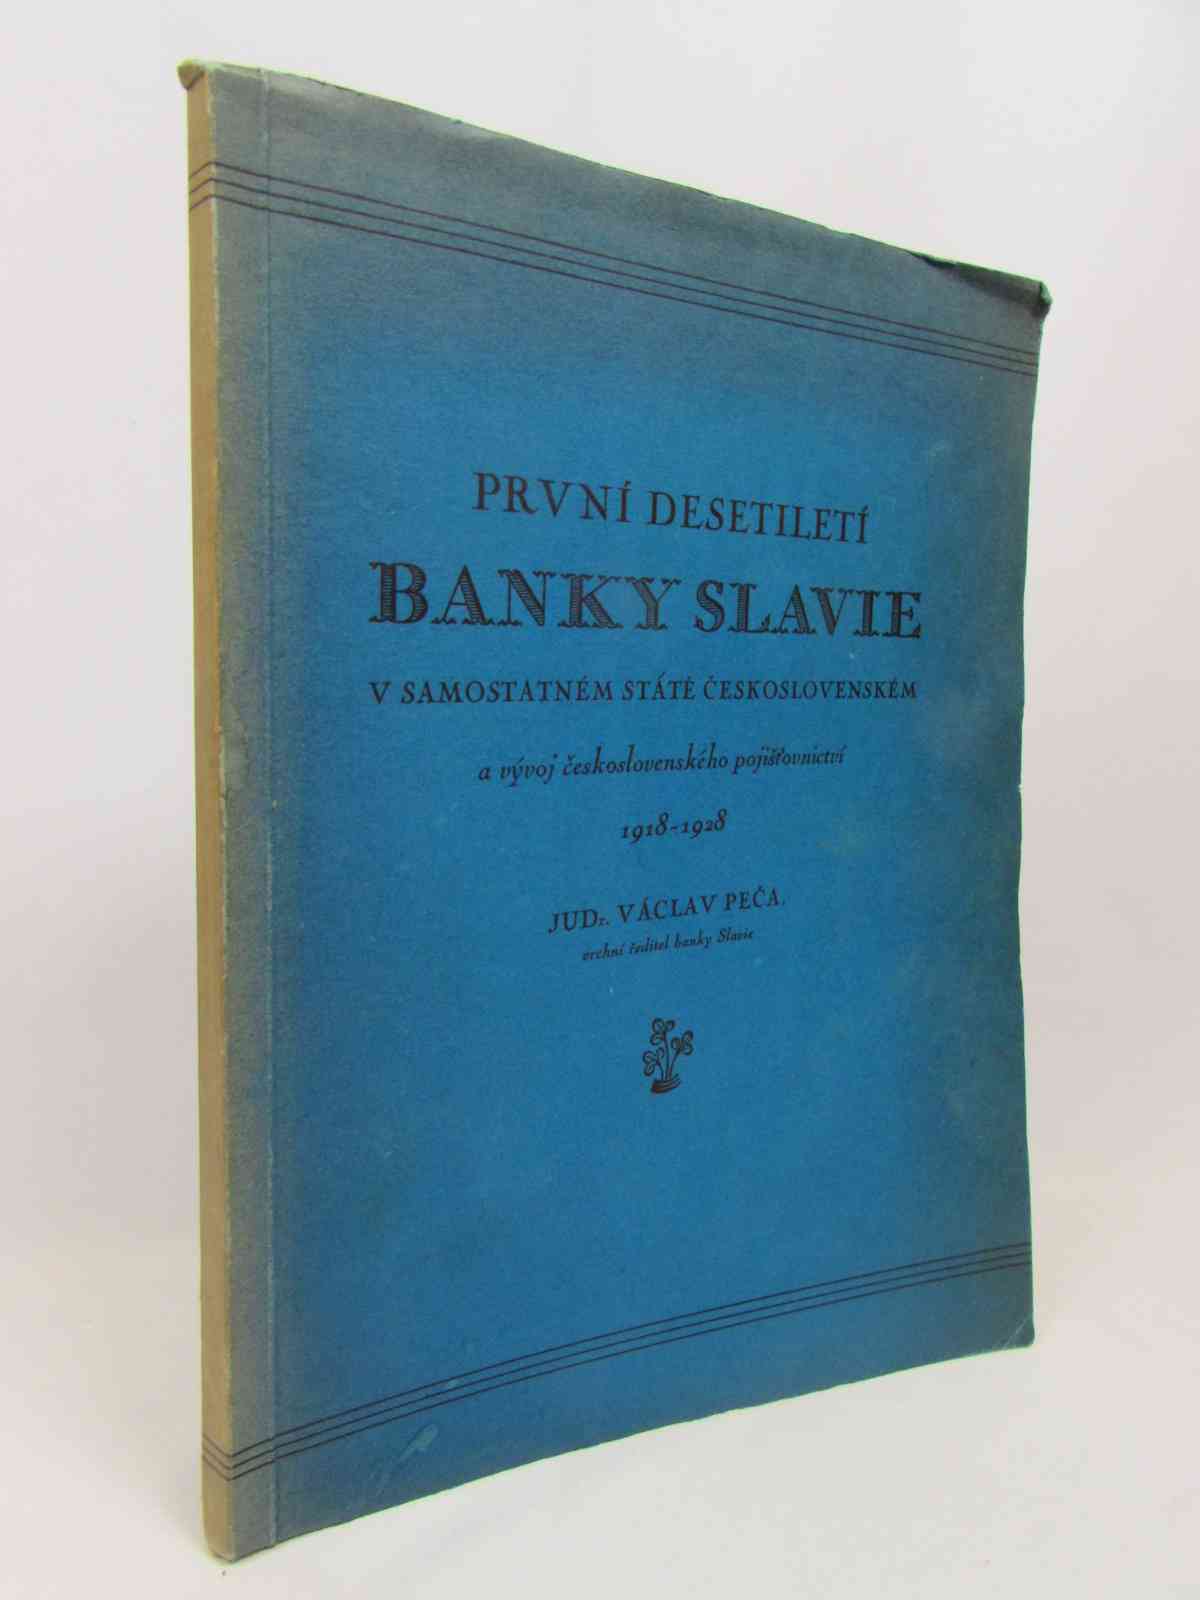 PRVNÍ DESETILETÍ
BANKY SLAVIE
V SAMOSTATNÉM STÁTĚ ČESKOSLOVENSKÉM
a vývoj československého pojišťovnictví
1918-1928
JUDr. VÁCLAV PEČA,
vrchní ředitel banky Slavie